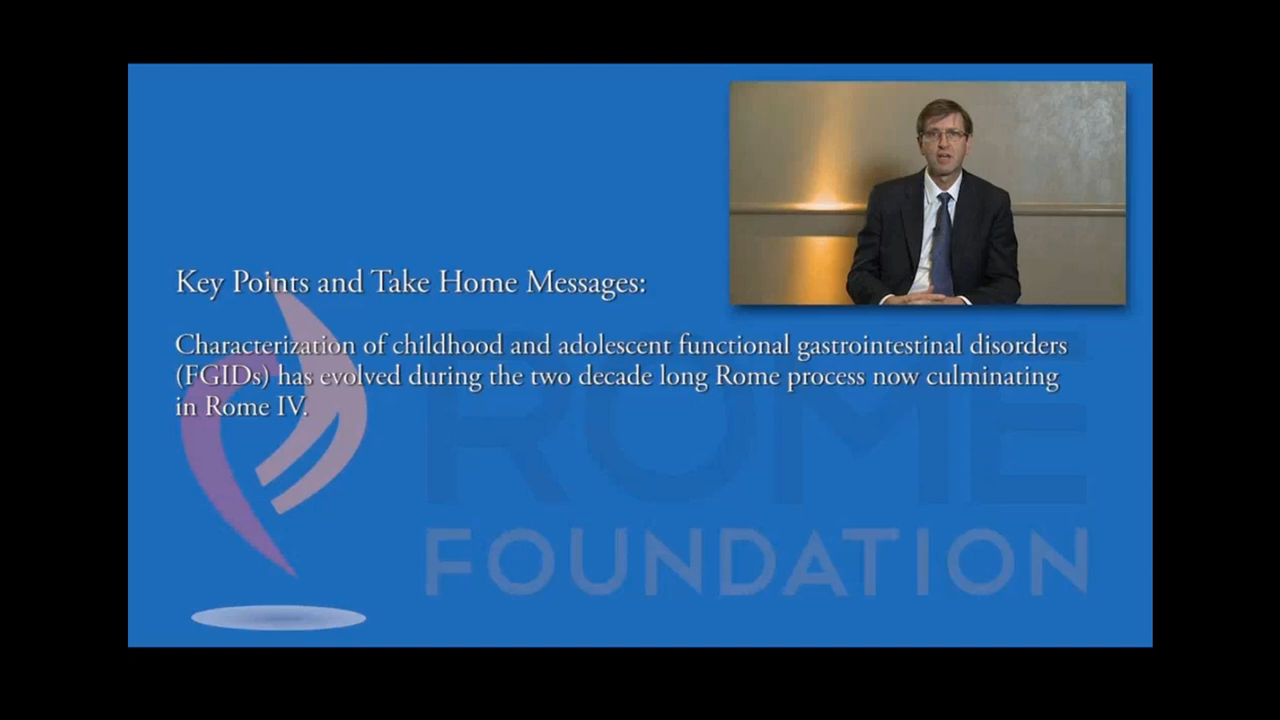 Key Points and Take Home Messages:
Characterization of childhood and adolescent functional gastrointestinal disorders
(FGIDs) has evolved during the two decade long Rome process now culminating
in Rome IV.
ROME
FOUNDATION